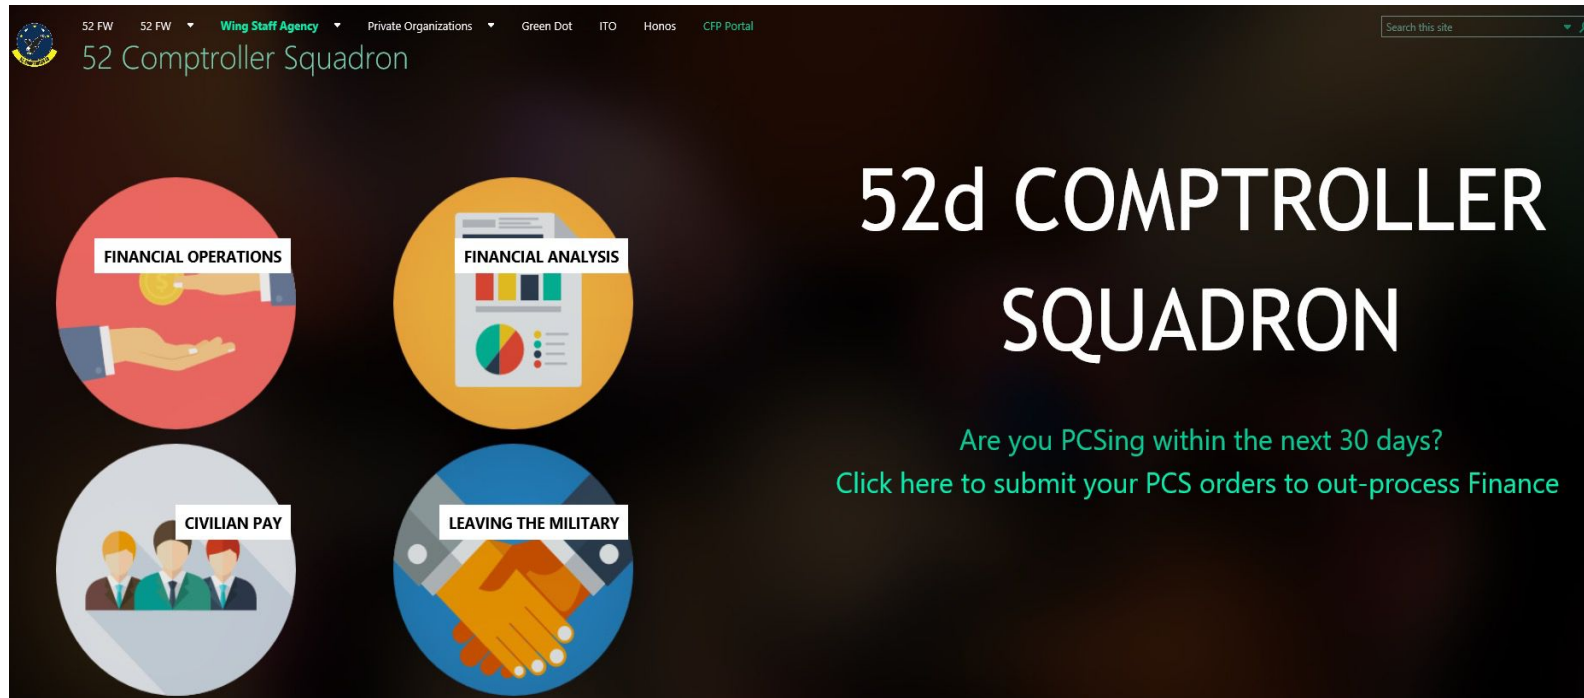 52 FW 52 FW Wing Staff Agency Private Organizations Green Dot ITO Honos CFP Portal
Search this site
52 Comptroller Squadron
FINANCIAL OPERATIONS
FINANCIAL ANALYSIS
CIVILIAN PAY
LEAVING THE MILITARY
52d COMPTROLLER
SQUADRON
Are you PCSing within the next 30 days?
Click here to submit your PCS orders to out-process Finance